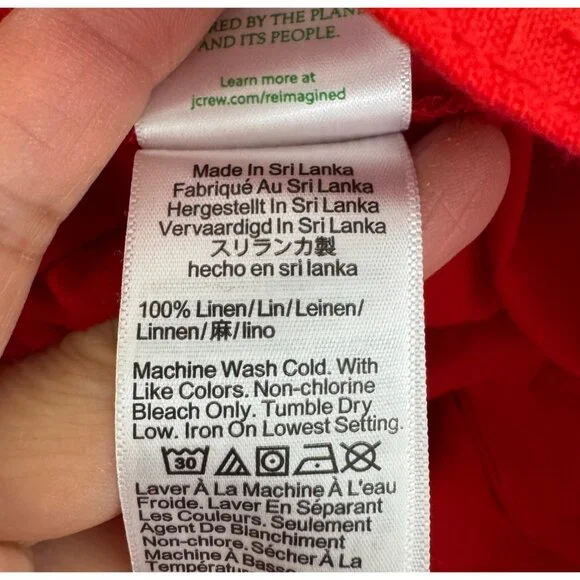 RED BY THE PLAN
AND ITS PEOPLE.
Learn more at
jcrew.com/reimagined
Made In Sri Lanka
Fabriqué Au Sri Lanka
Hergestellt In Sri Lanka
Vervaardigd In Sri Lanka
スリランカ製
hecho en sri lanka
100% Linen/Lin/Leinen/
Linnen/麻/lino
Machine Wash Cold. With
Like Colors. Non-chlorine
Bleach Only. Tumble Dry
Low. Iron On Lowest Setting.
30
Laver À La Machine À L'eau
Froide. Laver En Séparant
Les Couleurs. Seulement
Agent De Blanchiment
Non-chlore. Sécher À La
Machine À Basse
Températur